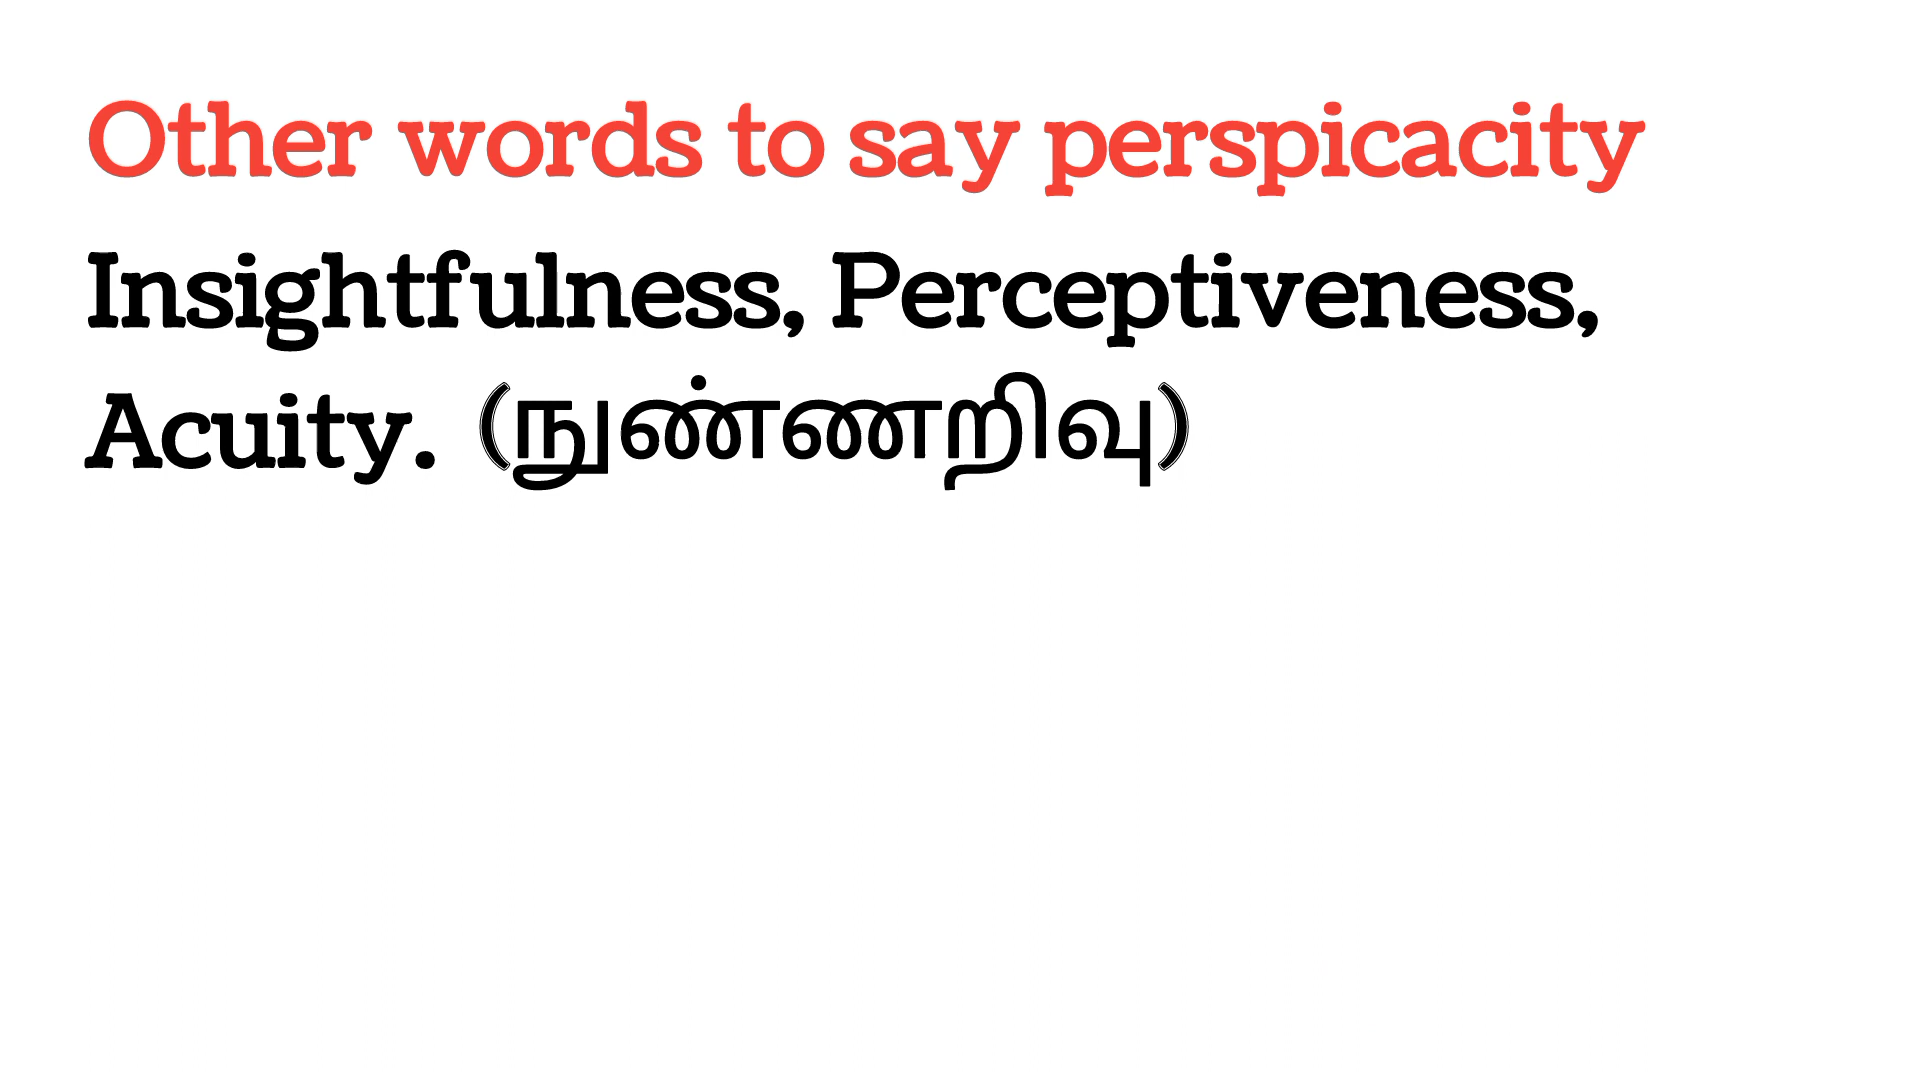 Other words to say perspicacity
Insightfulness, Perceptiveness,
Acuity. (நுண்ணறிவு)